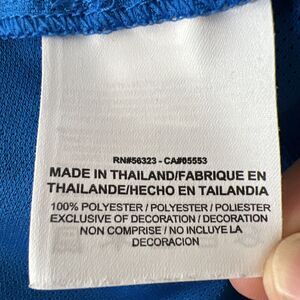 RN#56323 - CA#05553
MADE IN THAILAND/FABRIQUE EN
THAILANDE/HECHO EN TAILANDIA
100% POLYESTER / POLYESTER / POLIESTER
EXCLUSIVE OF DECORATION / DECORATION
NON COMPRISE / NO INCLUYE LA
DECORACION